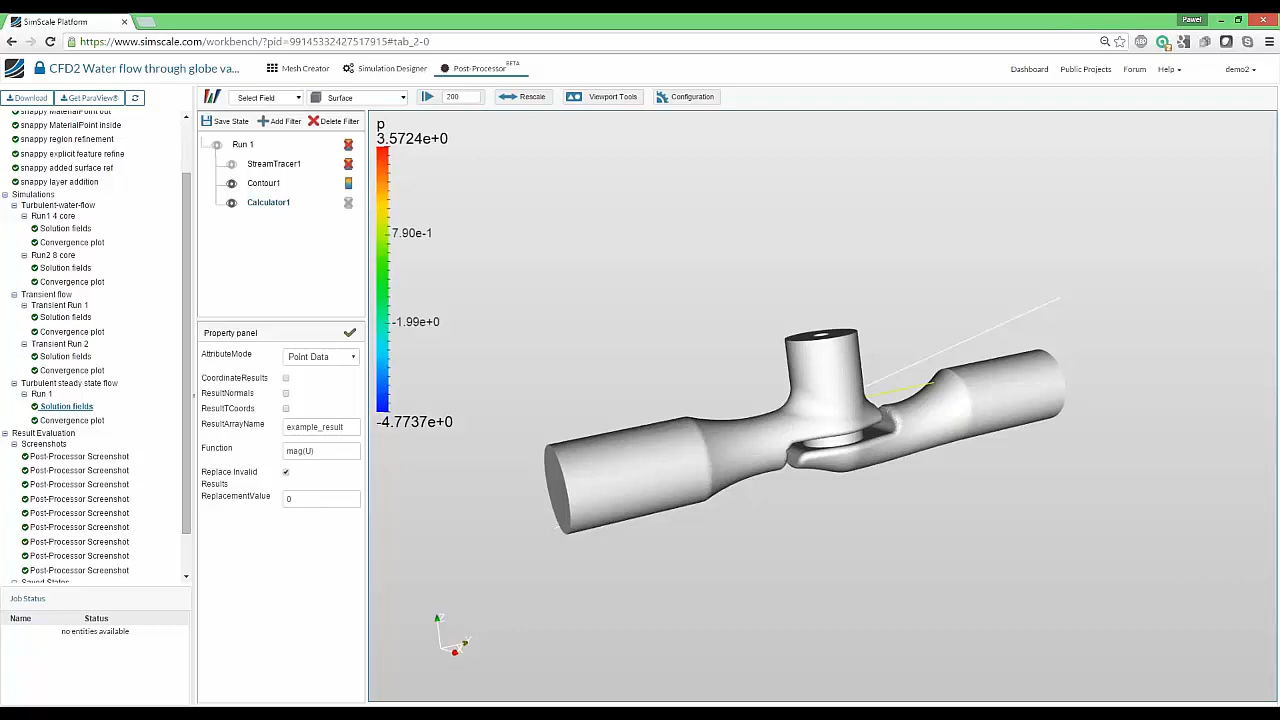 SimScale Platform
Pawel
https://www.simscale.com/workbench/?pid=99145332427517915#tab_2-0
CFD2 Water flow through globe va...
Mesh Creator
Simulation Designer
Post-Processor BETA
Dashboard
Public Projects
Forum
Help
demo2
Download
Get ParaView®
Select Field
Surface
200
Rescale
Viewport Tools
Configuration
snappy MaterialPoint out
snappy MaterialPoint inside
snappy region refinement
snappy explicit feature refine
snappy added surface ref
snappy layer addition
Simulations
Turbulent-water-flow
Run1 4 core
Solution fields
Convergence plot
Run2 8 core
Solution fields
Convergence plot
Transient flow
Transient Run 1
Solution fields
Convergence plot
Transient Run 2
Solution fields
Convergence plot
Turbulent steady state flow
Run 1
Solution fields
Convergence plot
Result Evaluation
Screenshots
Post-Processor Screenshot
Post-Processor Screenshot
Post-Processor Screenshot
Post-Processor Screenshot
Post-Processor Screenshot
Post-Processor Screenshot
Post-Processor Screenshot
Post-Processor Screenshot
Post-Processor Screenshot
Saved States
Job Status
Name Status
no entities available
Save State
Add Filter
Delete Filter
Run 1
StreamTracer1
Contour1
Calculator1
Property panel
AttributeMode
Point Data
CoordinateResults
ResultNormals
ResultTCoords
ResultArrayName
example_result
Function
mag(U)
Replace Invalid
Results
ReplacementValue
0
p
3.5724e+0
7.90e-1
-1.99e+0
-4.7737e+0